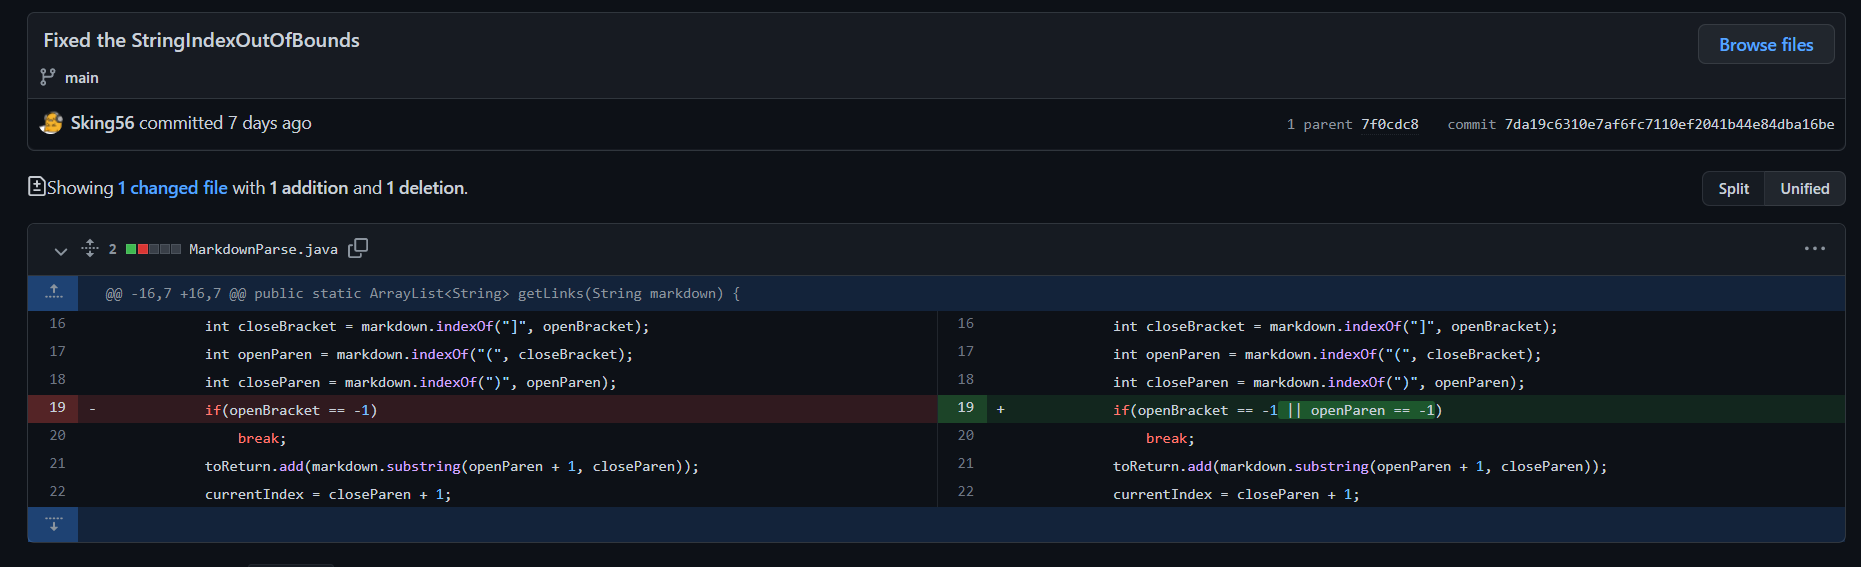 Fixed the StringIndexOutOfBounds
Browse files
main
Sking56 committed 7 days ago
1 parent 7f0cdc8 commit 7da19c6310e7af6fc7110ef2041b44e84dba16be
Showing 1 changed file with 1 addition and 1 deletion.
Split Unified
2 MarkdownParse.java
@@ -16,7 +16,7 @@ public static ArrayList<String> getLinks(String markdown) {
16 int closeBracket = markdown.indexOf("]", openBracket);
17 int openParen = markdown.indexOf("(", closeBracket);
18 int closeParen = markdown.indexOf(")", openParen);
19 - if(openBracket == -1)
20 break;
21 toReturn.add(markdown.substring(openParen + 1, closeParen));
22 currentIndex = closeParen + 1;
16 int closeBracket = markdown.indexOf("]", openBracket);
17 int openParen = markdown.indexOf("(", closeBracket);
18 int closeParen = markdown.indexOf(")", openParen);
19 + if(openBracket == -1 || openParen == -1)
20 break;
21 toReturn.add(markdown.substring(openParen + 1, closeParen));
22 currentIndex = closeParen + 1;